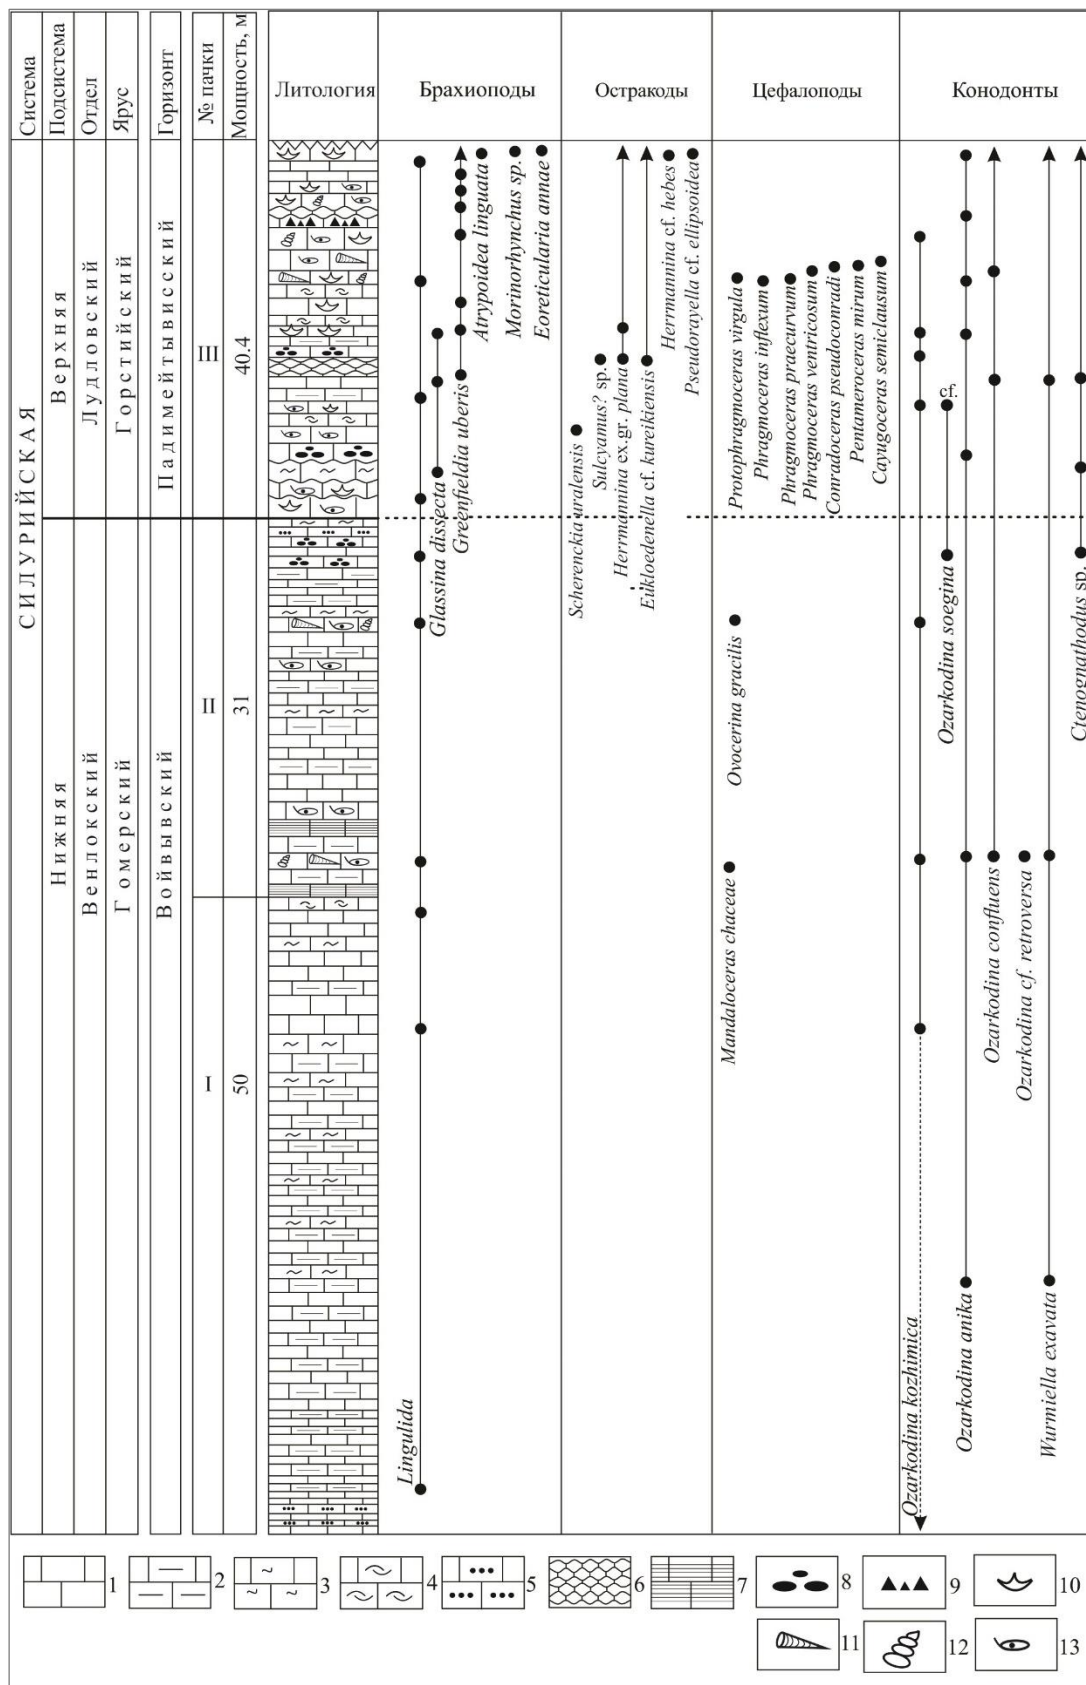 Система
Подсистема
Отдел
Ярус
Горизонт
№ пачки
Мощность, м
Литология
Брахиоподы
Остракоды
Цефалоподы
Конодонты
СИЛУРИЙСКАЯ
Верхняя
Лудловский
Горстийский
Падимейтывисский
III
40.4
Нижняя
Венлокский
Гомерский
Войвывский
II
31
I
50
Lingulida
Glassina dissecta
Greenfieldia uberis
Atrypoidea linguata
Morinorhynchus sp.
Eoreticularia annae
Scherenckia uralensis
Sulcyamus? sp.
Herrmannina ex.gr. plana
Eukloedenella cf. kureikiensis
Herrmannina cf. hebes
Pseudorayella cf. ellipsoidea
Mandaloceras chaceae
Ovocerina gracilis
Protophragmoceras virgula
Phragmoceras inflexum
Phragmoceras praecurvum
Phragmoceras ventricosum
Conradoceras pseudoconradi
Pentameroceras mirum
Cayugoceras semiclausum
Ozarkodina kozhimica
cf.
Ozarkodina soegina
Ozarkodina anika
Ozarkodina confluens
Ozarkodina cf. retroversa
Wurmiella exavata
Ctenognathodus sp.
1
2
3
4
5
6
7
8
9
10
11
12
13